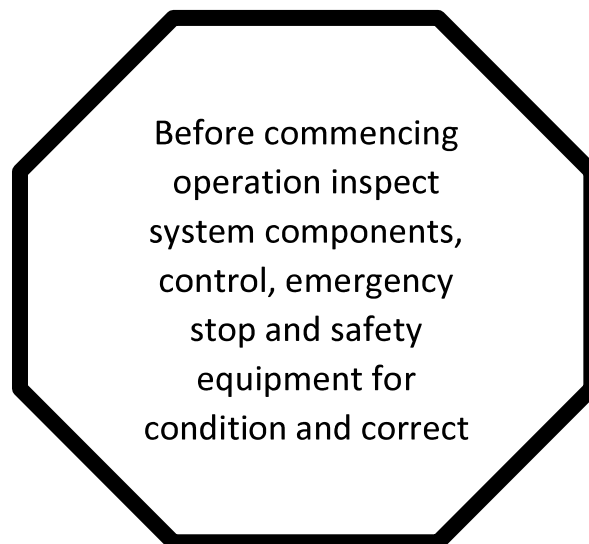 Before commencing
operation inspect
system components,
control, emergency
stop and safety
equipment for
condition and correct